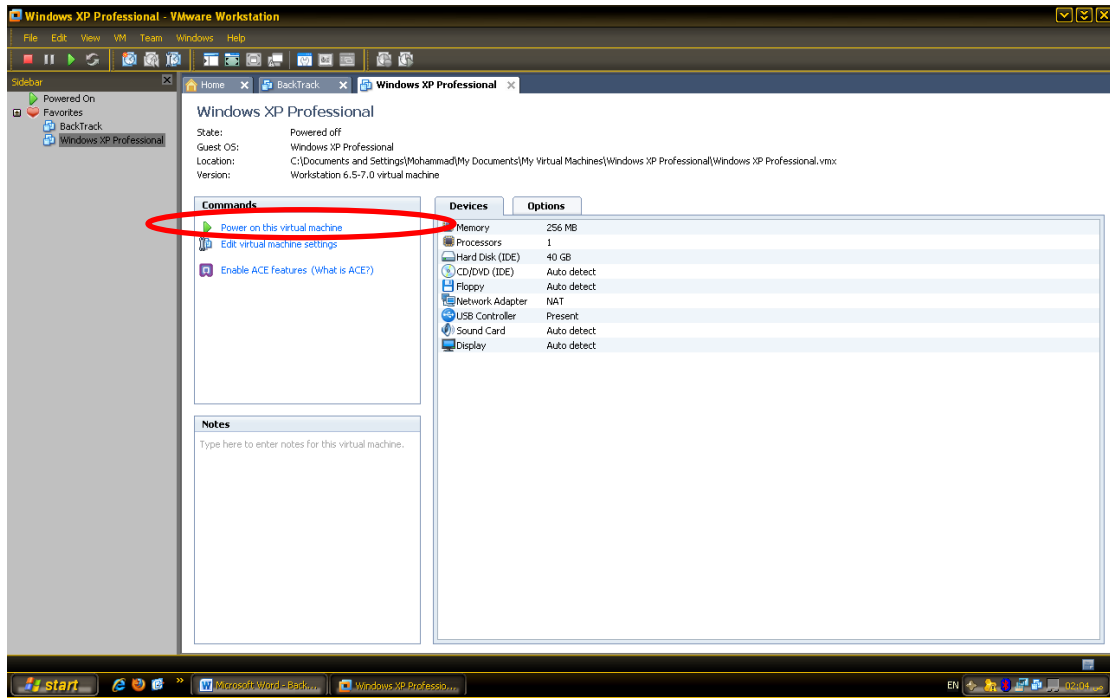 Windows XP Professional - VMware Workstation
File Edit View VM Team Windows Help
Sidebar
Powered On
Favorites
BackTrack
Windows XP Professional
Home BackTrack Windows XP Professional
Windows XP Professional
State: Powered off
Guest OS: Windows XP Professional
Location: C:\Documents and Settings\Mohammad\My Documents\My Virtual Machines\Windows XP Professional\Windows XP Professional.vmx
Version: Workstation 6.5-7.0 virtual machine
Commands
Power on this virtual machine
Edit virtual machine settings
Enable ACE features (What is ACE?)
Devices Options
Memory 256 MB
Processors 1
Hard Disk (IDE) 40 GB
CD/DVD (IDE) Auto detect
Floppy Auto detect
Network Adapter NAT
USB Controller Present
Sound Card Auto detect
Display Auto detect
Notes
Type here to enter notes for this virtual machine.
start » Microsoft Word - Back... Windows XP Professio... EN 02:04